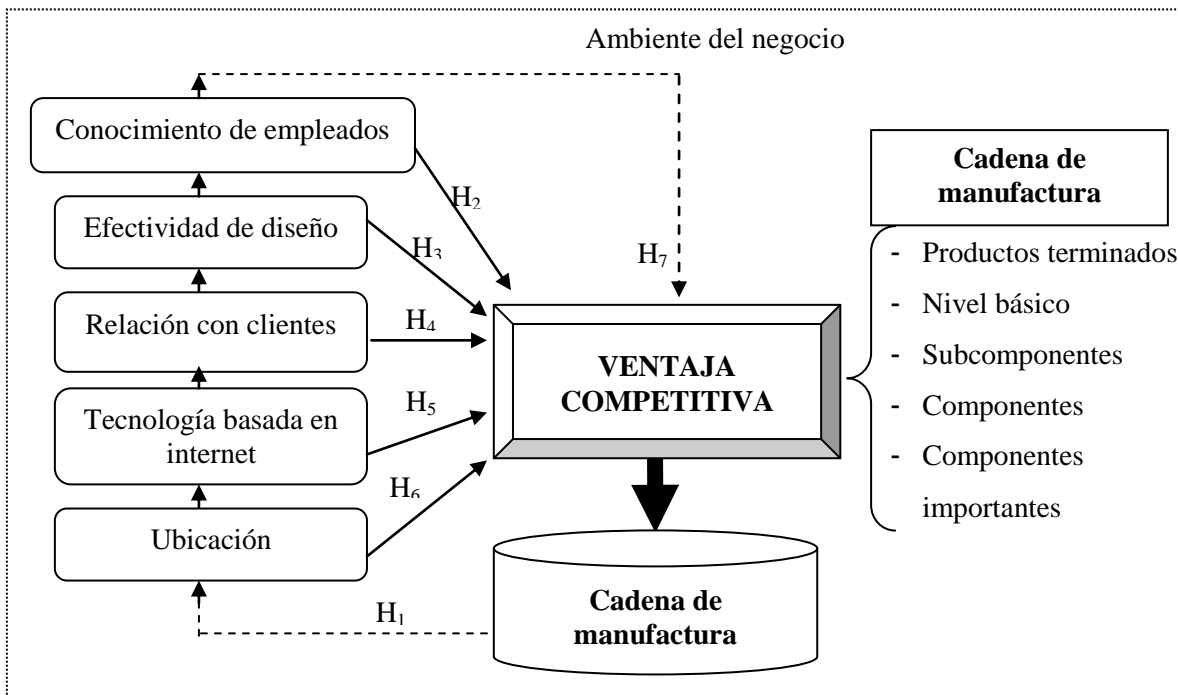 Ambiente del negocio
Conocimiento de empleados
H2
Efectividad de diseño
H3
Relación con clientes
H4
Tecnología basada en
internet
H5
Ubicación
H6
H7
H1
VENTAJA
COMPETITIVA
Cadena de
manufactura
Cadena de
manufactura
- Productos terminados
- Nivel básico
- Subcomponentes
- Componentes
- Componentes
importantes